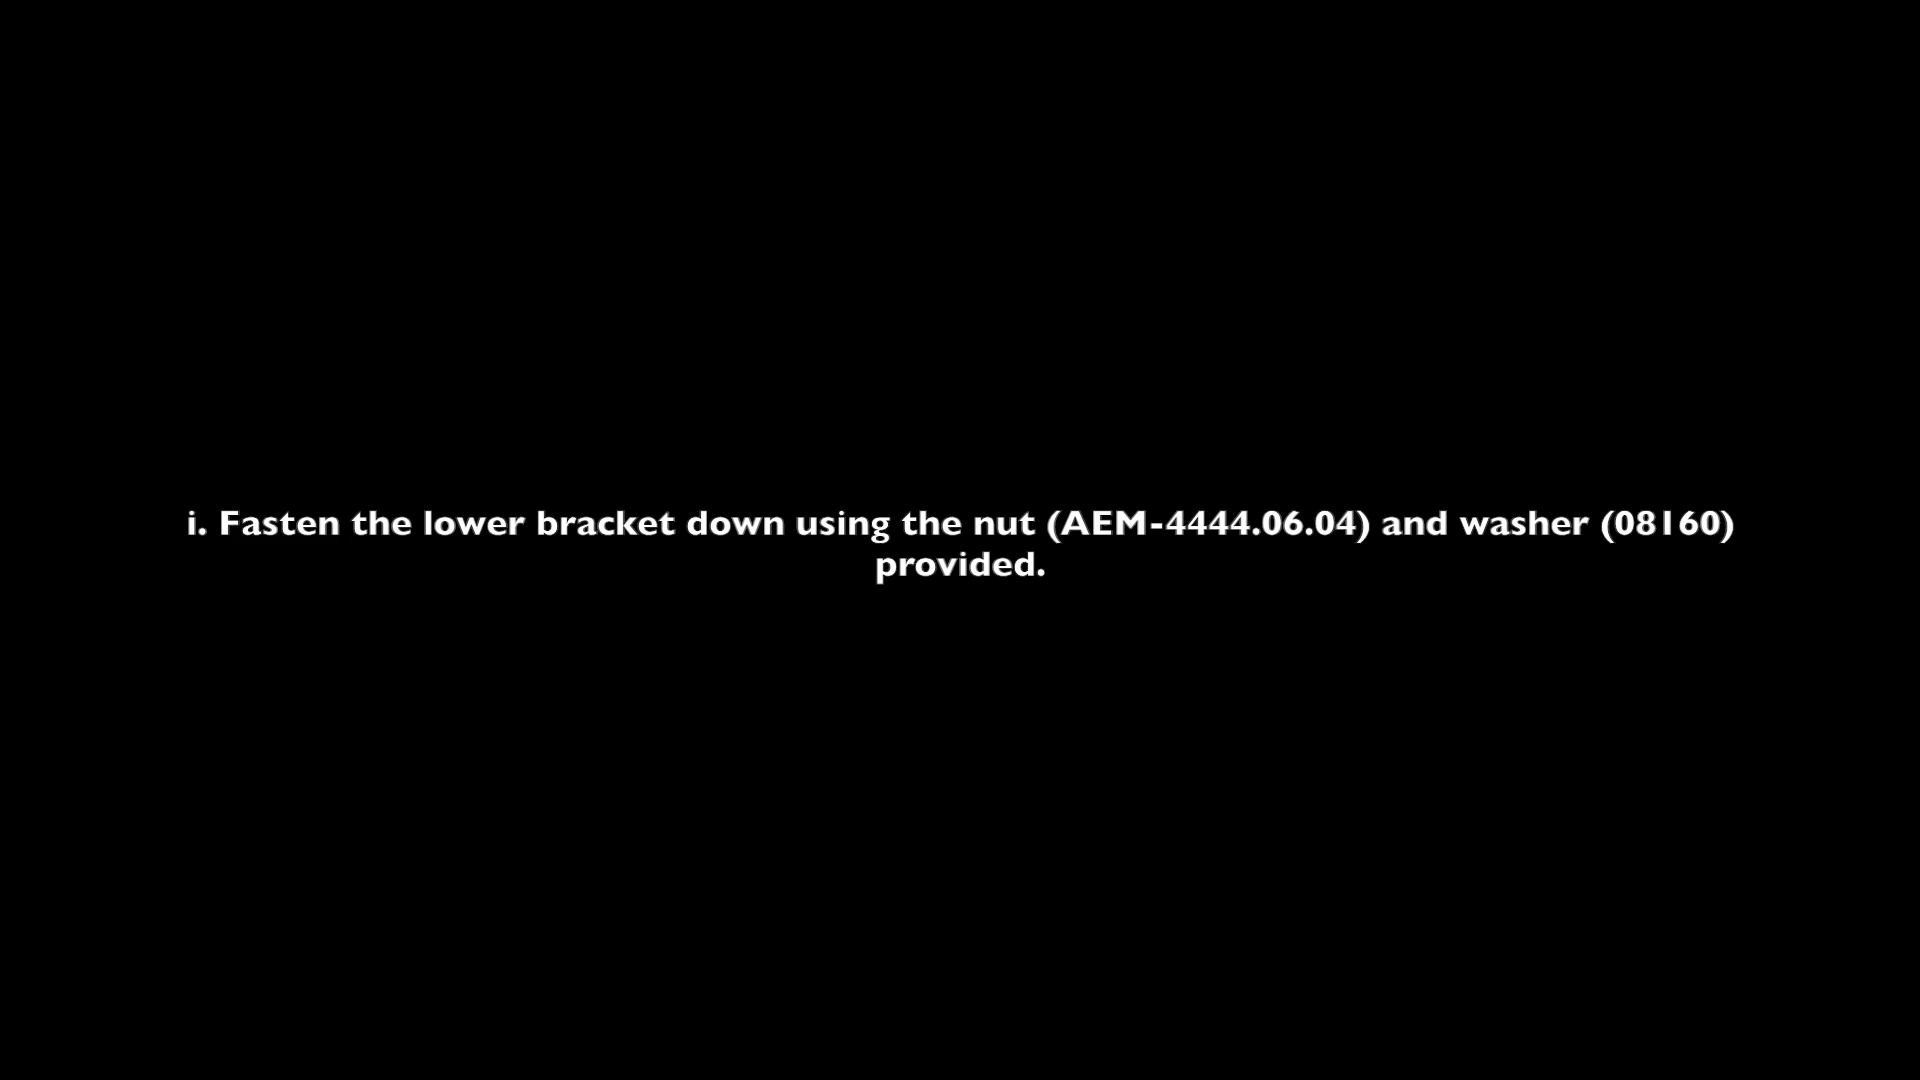 i. Fasten the lower bracket down using the nut (AEM-4444.06.04) and washer (08160)
provided.